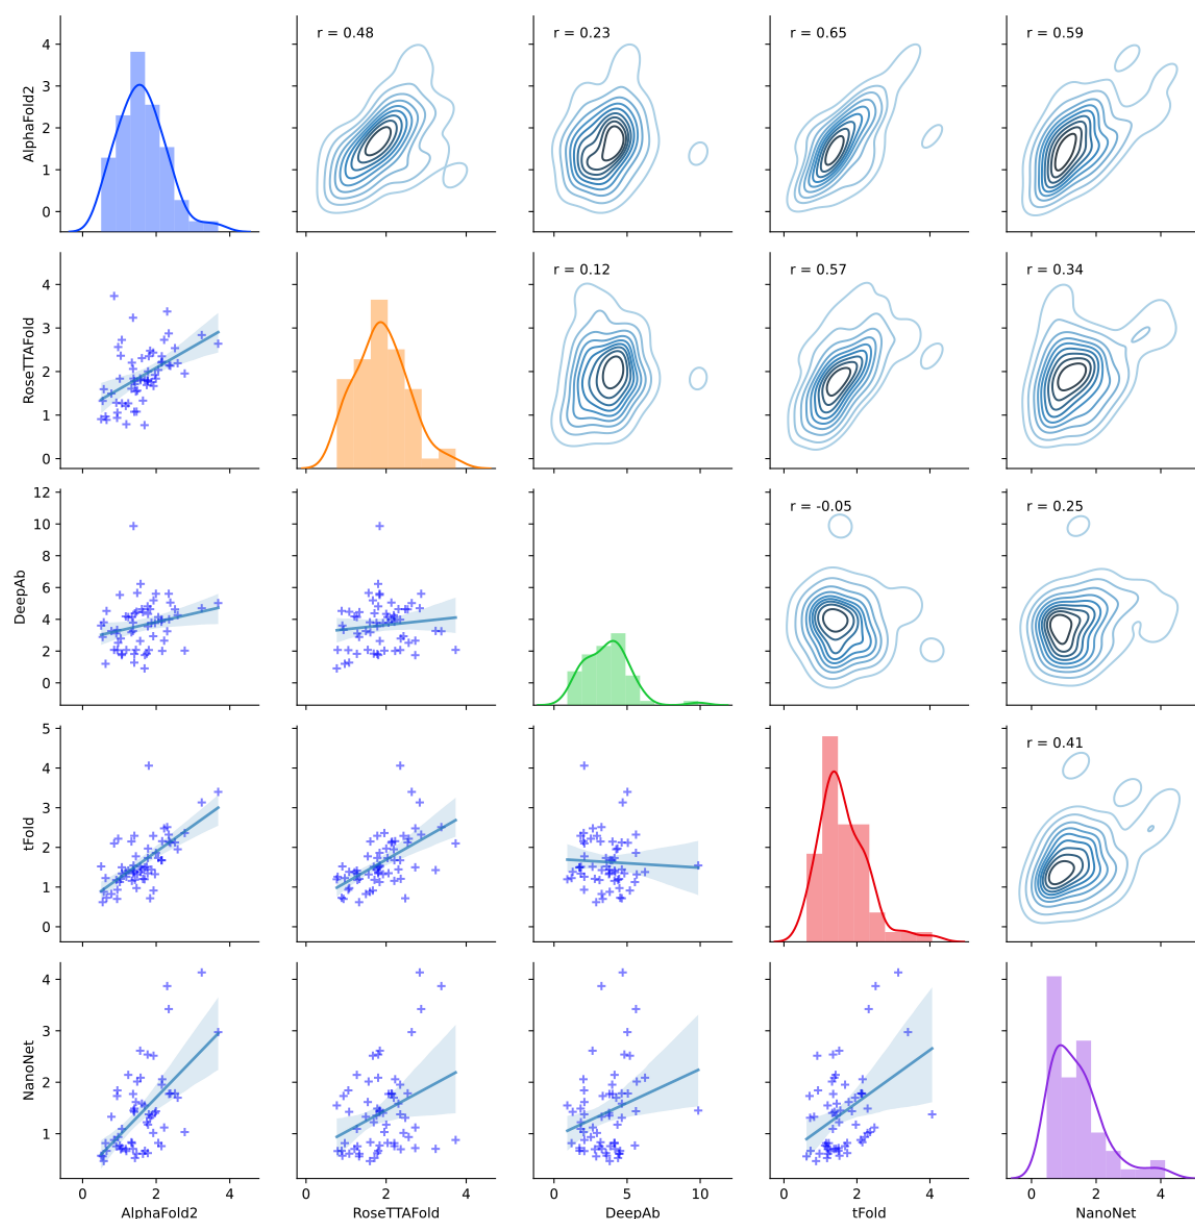 r = 0.48
r = 0.23
r = 0.65
r = 0.59
4
3
2
1
0
AlphaFold2
r = 0.12
r = 0.57
r = 0.34
4
3
2
1
0
RoseTTAFold
r = -0.05
r = 0.25
12
10
8
6
4
2
0
DeepAb
r = 0.41
5
4
3
2
1
0
tFold
4
3
2
1
NanoNet
0 2 4
0 2 4
0 5 10
0 2 4
0 2 4
AlphaFold2
RoseTTAFold
DeepAb
tFold
NanoNet